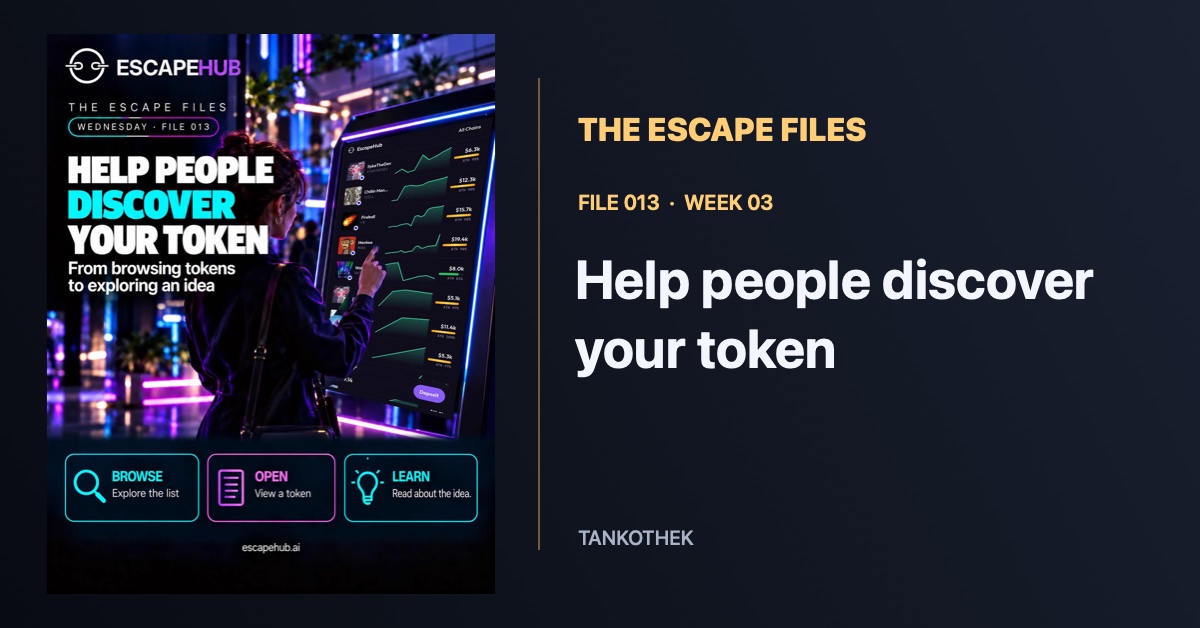 ESCAPEHUB
THE ESCAPE FILES
WEDNESDAY · FILE 013
HELP PEOPLE
DISCOVER
YOUR TOKEN
From browsing tokens
to exploring an idea
EscapeHub
All Chains
$6.3k
$12.3k
$15.7k
$19.4k
$8.0k
$5.1k
$11.4k
$5.3k
Deposit
BROWSE
Explore the list
OPEN
View a token
LEARN
Read about the idea.
escapehub.ai
THE ESCAPE FILES
FILE 013 · WEEK 03
Help people discover
your token
TANKOTHEK